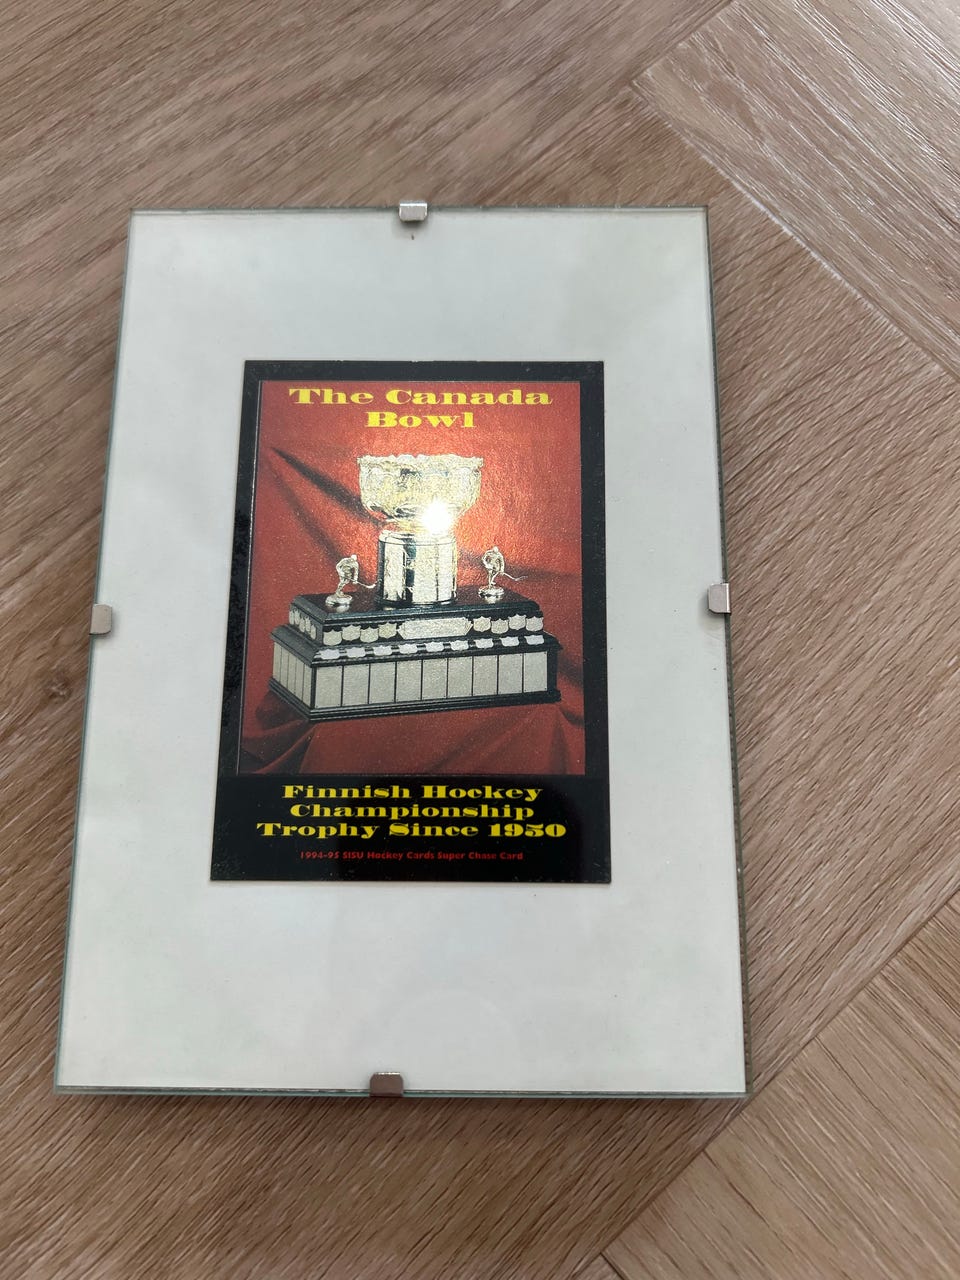 The Canada
Bowl
Finnish Hockey
Championship
Trophy Since 1950
1994-95 SISU Hockey Cards Super Chase Card